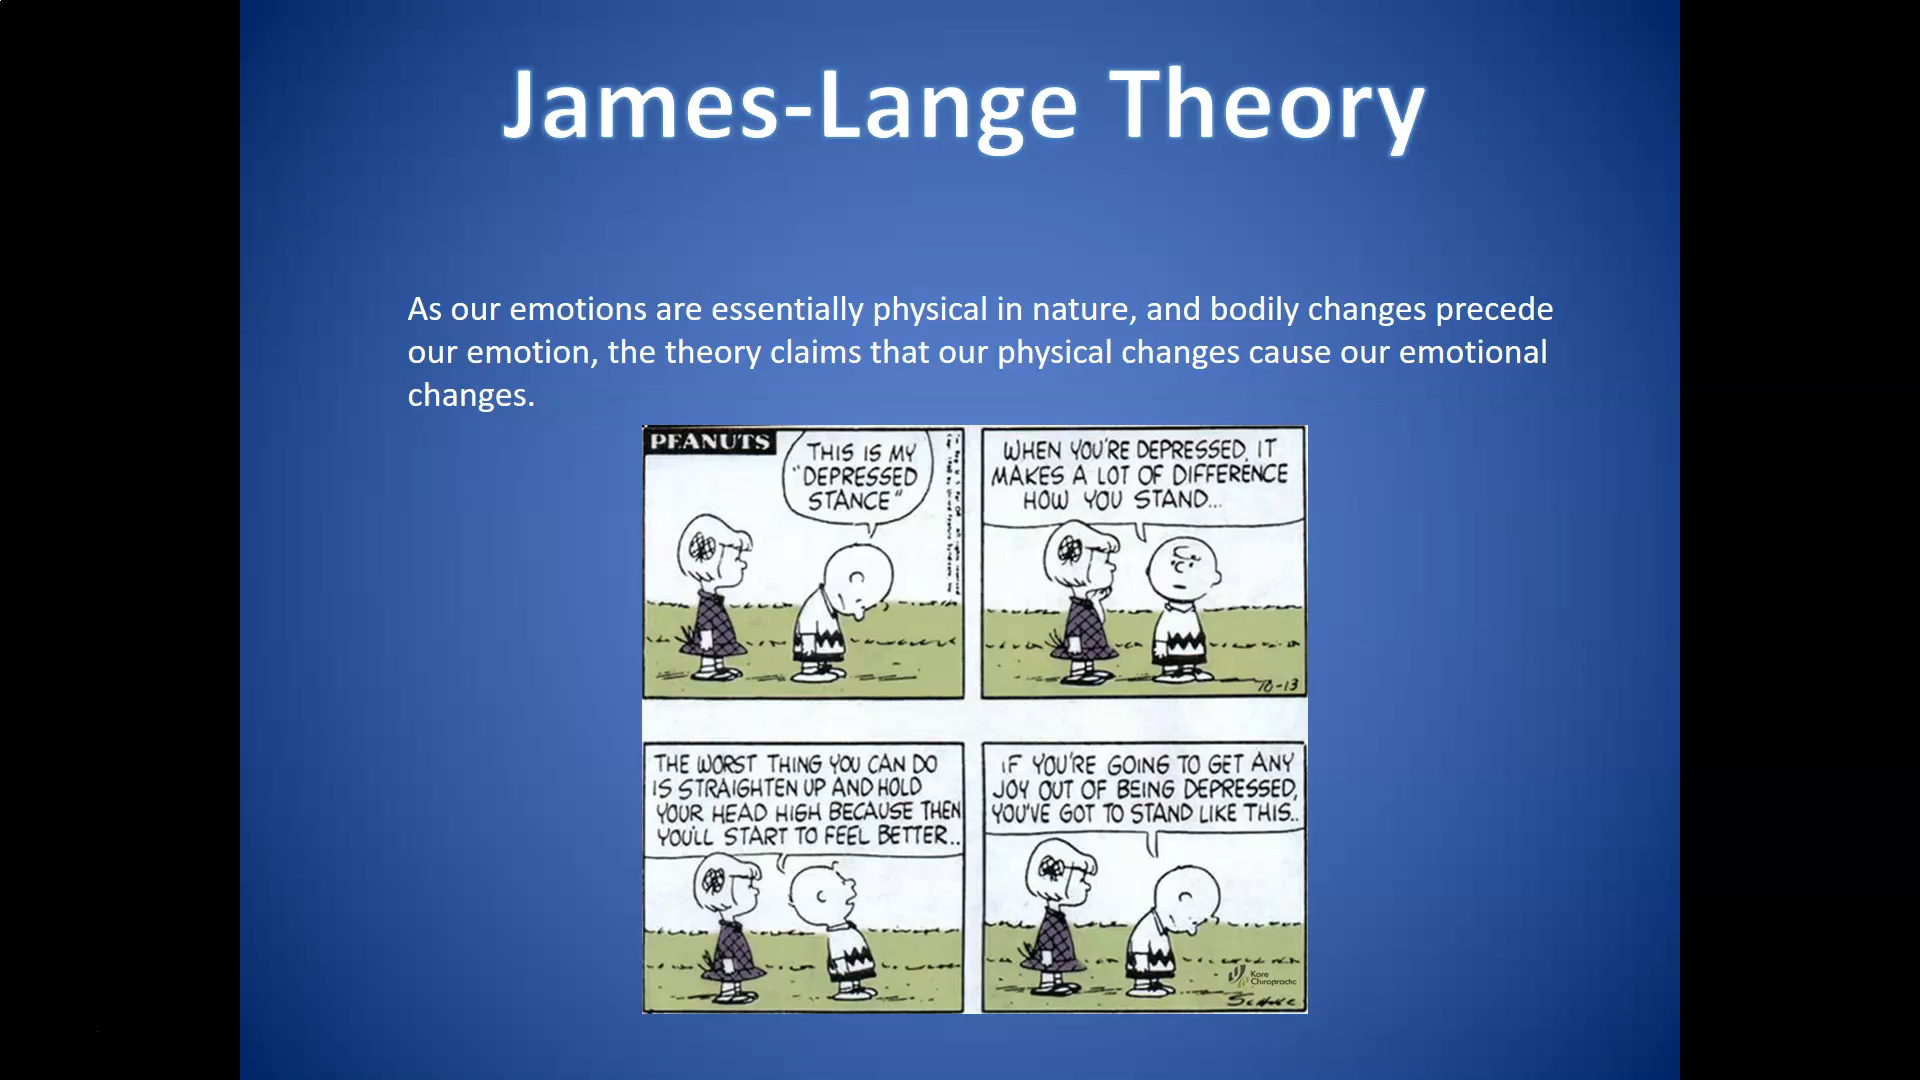 James-Lange Theory
As our emotions are essentially physical in nature, and bodily changes precede
our emotion, the theory claims that our physical changes cause our emotional
changes.
PEANUTS
THIS IS MY
"DEPRESSED
STANCE"
WHEN YOU'RE DEPRESSED, IT
MAKES A LOT OF DIFFERENCE
HOW YOU STAND...
10-13
THE WORST THING YOU CAN DO
IS STRAIGHTEN UP AND HOLD
YOUR HEAD HIGH BECAUSE THEN
YOU'LL START TO FEEL BETTER..
IF YOU'RE GOING TO GET ANY
JOY OUT OF BEING DEPRESSED,
YOU'VE GOT TO STAND LIKE THIS..
Kore
Chiropractic